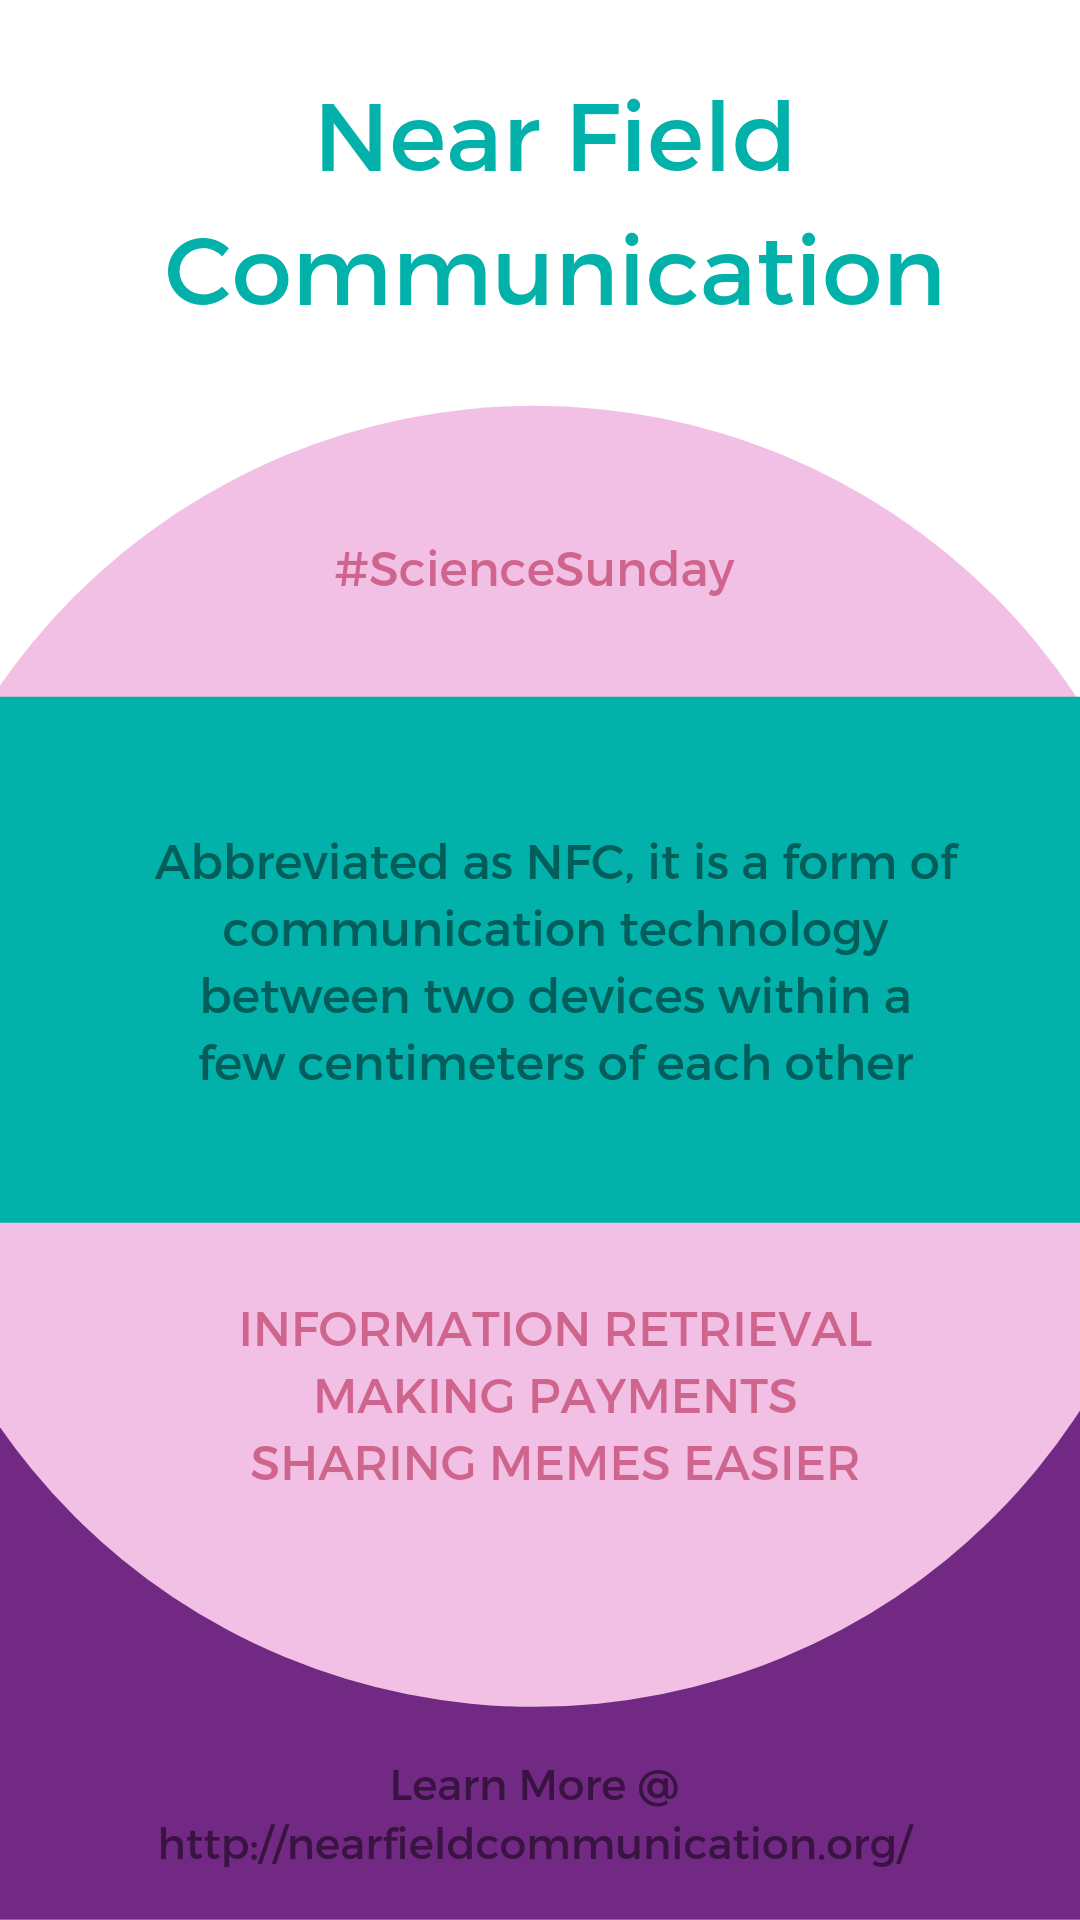 Near Field
Communication
#ScienceSunday
Abbreviated as NFC, it is a form of
communication technology
between two devices within a
few centimeters of each other
INFORMATION RETRIEVAL
MAKING PAYMENTS
SHARING MEMES EASIER
Learn More @
http://nearfieldcommunication.org/